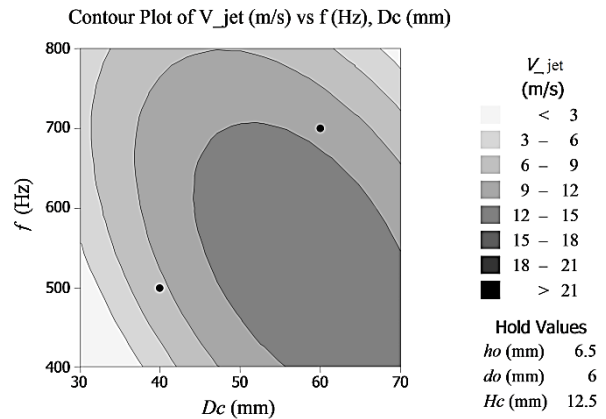 Contour Plot of V_jet (m/s) vs f (Hz), Dc (mm)
800
700
600
500
400
f (Hz)
30 40 50 60 70
Dc (mm)
V_jet
(m/s)
< 3
3 – 6
6 – 9
9 – 12
12 – 15
15 – 18
18 – 21
> 21
Hold Values
ho (mm) 6.5
do (mm) 6
Hc (mm) 12.5